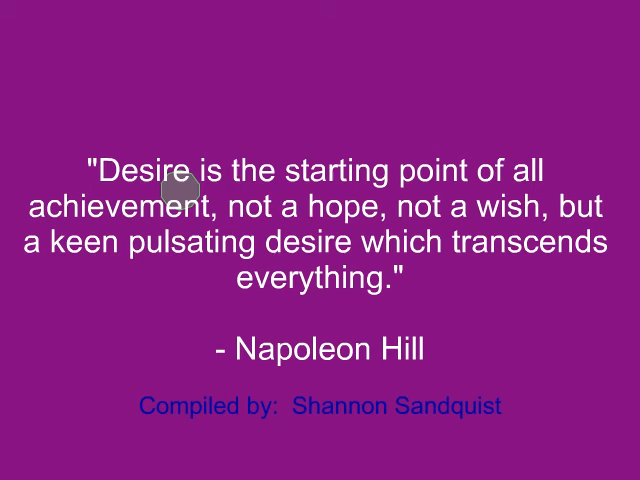 "Desire is the starting point of all
achievement, not a hope, not a wish, but
a keen pulsating desire which transcends
everything."
- Napoleon Hill
Compiled by:  Shannon Sandquist